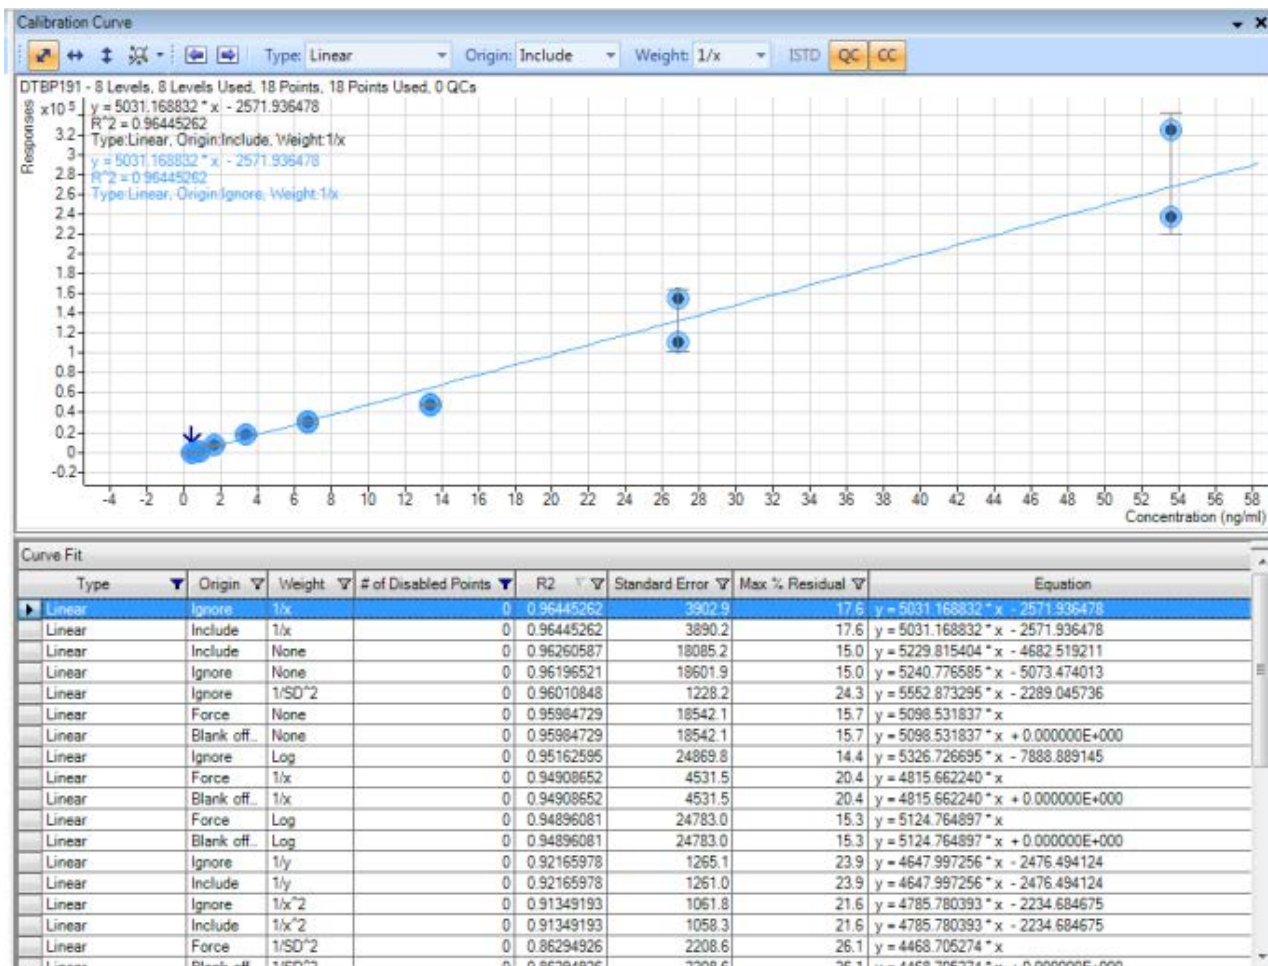 Calibration Curve
Type: Linear Origin: Include Weight: 1/x ISTD QC CC
DTBP191 - 8 Levels, 8 Levels Used, 18 Points, 18 Points Used, 0 QCs
Responses
x10 5
y = 5031.168832 * x - 2571.936478
R^2 = 0.96445262
Type:Linear, Origin:Include, Weight:1/x
y = 5031.168832 * x - 2571.936478
R^2 = 0.96445262
Type:Linear, Origin:Ignore, Weight:1/x
3.2
3
2.8
2.6
2.4
2.2
2
1.8
1.6
1.4
1.2
1
0.8
0.6
0.4
0.2
0
-0.2
-4 -2 0 2 4 6 8 10 12 14 16 18 20 22 24 26 28 30 32 34 36 38 40 42 44 46 48 50 52 54 56 58
Concentration (ng/ml)
Curve Fit
Type Origin Weight # of Disabled Points R2 Standard Error Max % Residual Equation
Linear Ignore 1/x 0 0.96445262 3902.9 17.6 y = 5031.168832 * x - 2571.936478
Linear Include 1/x 0 0.96445262 3890.2 17.6 y = 5031.168832 * x - 2571.936478
Linear Include None 0 0.96260587 18085.2 15.0 y = 5229.815404 * x - 4682.519211
Linear Ignore None 0 0.96196521 18601.9 15.0 y = 5240.776585 * x - 5073.474013
Linear Ignore 1/SD^2 0 0.96010848 1228.2 24.3 y = 5552.873295 * x - 2289.045736
Linear Force None 0 0.95984729 18542.1 15.7 y = 5098.531837 * x
Linear Blank off... None 0 0.95984729 18542.1 15.7 y = 5098.531837 * x + 0.000000E+000
Linear Ignore Log 0 0.95162595 24869.8 14.4 y = 5326.726695 * x - 7888.889145
Linear Force 1/x 0 0.94908652 4531.5 20.4 y = 4815.662240 * x
Linear Blank off... 1/x 0 0.94908652 4531.5 20.4 y = 4815.662240 * x + 0.000000E+000
Linear Force Log 0 0.94896081 24783.0 15.3 y = 5124.764897 * x
Linear Blank off... Log 0 0.94896081 24783.0 15.3 y = 5124.764897 * x + 0.000000E+000
Linear Ignore 1/y 0 0.92165978 1265.1 23.9 y = 4647.997256 * x - 2476.494124
Linear Include 1/y 0 0.92165978 1261.0 23.9 y = 4647.997256 * x - 2476.494124
Linear Ignore 1/x^2 0 0.91349193 1061.8 21.6 y = 4785.780393 * x - 2234.684675
Linear Include 1/x^2 0 0.91349193 1058.3 21.6 y = 4785.780393 * x - 2234.684675
Linear Force 1/SD^2 0 0.86294926 2208.6 26.1 y = 4468.705274 * x